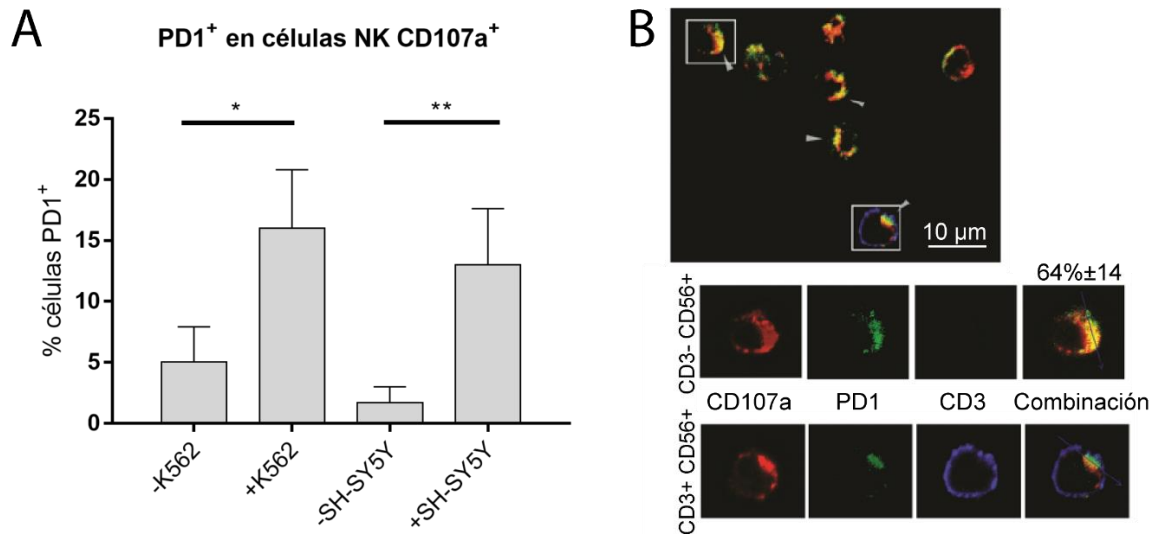 A
PD1+ en células NK CD107a+
% células PD1+
25
20
15
10
5
0
*
**
-K562
+K562
-SH-SY5Y
+SH-SY5Y
B
10 µm
64%±14
CD3- CD56+
CD107a PD1 CD3 Combinación
CD3+ CD56+